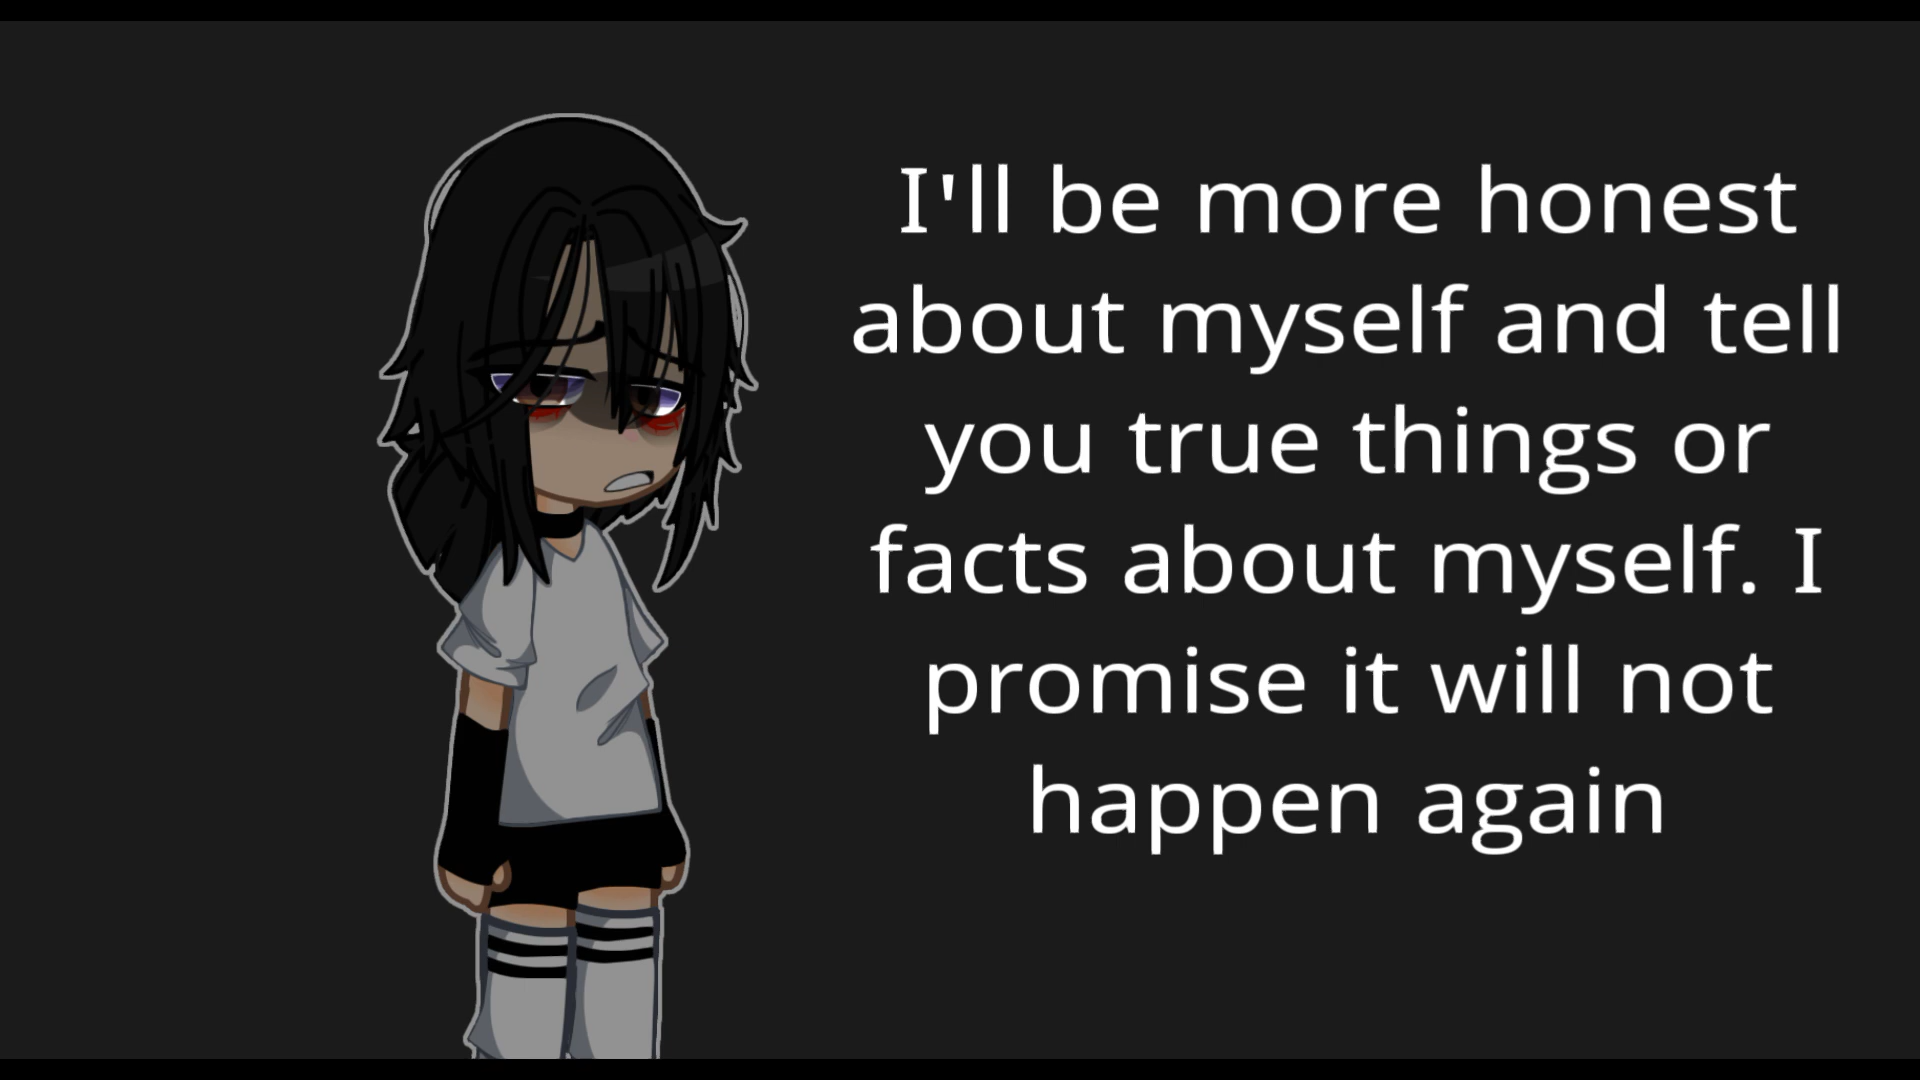 I'll be more honest
about myself and tell
you true things or
facts about myself. I
promise it will not
happen again